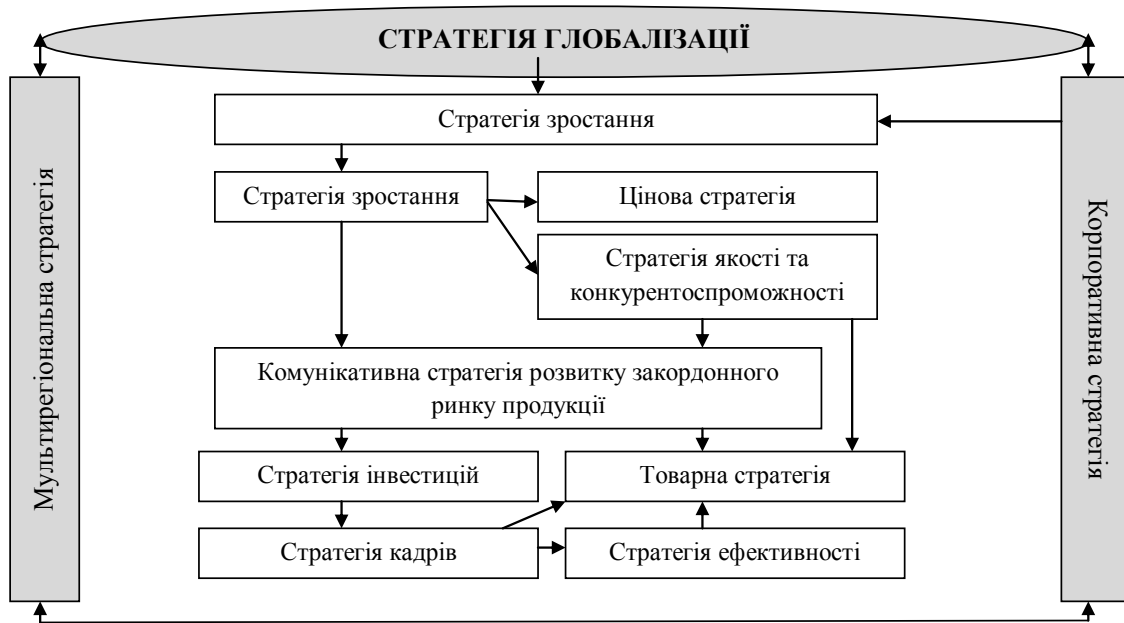 СТРАТЕГІЯ ГЛОБАЛІЗАЦІЇ
Мультирегіональна стратегія
Стратегія зростання
Стратегія зростання
Цінова стратегія
Стратегія якості та
конкурентоспроможності
Комунікативна стратегія розвитку закордонного
ринку продукції
Стратегія інвестицій
Товарна стратегія
Стратегія кадрів
Стратегія ефективності
Корпоративна стратегія